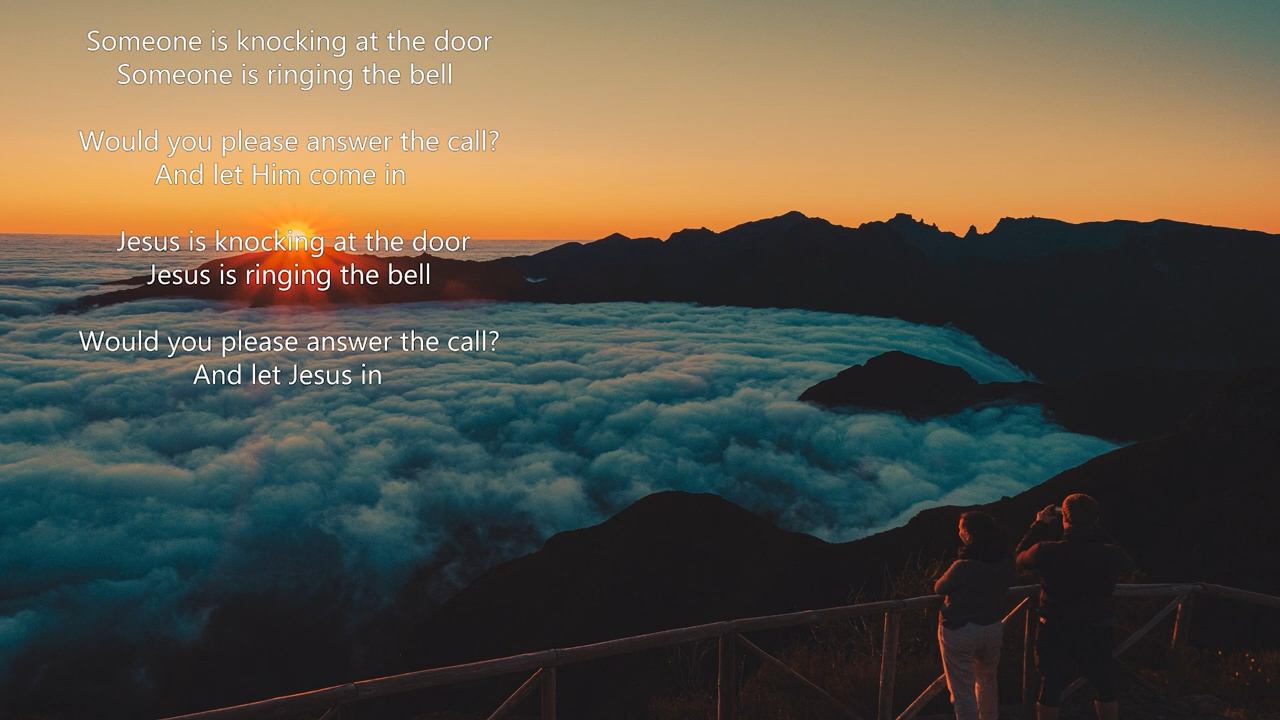 Someone is knocking at the door
Someone is ringing the bell
Would you please answer the call?
And let Him come in
Jesus is knocking at the door
Jesus is ringing the bell
Would you please answer the call?
And let Jesus in